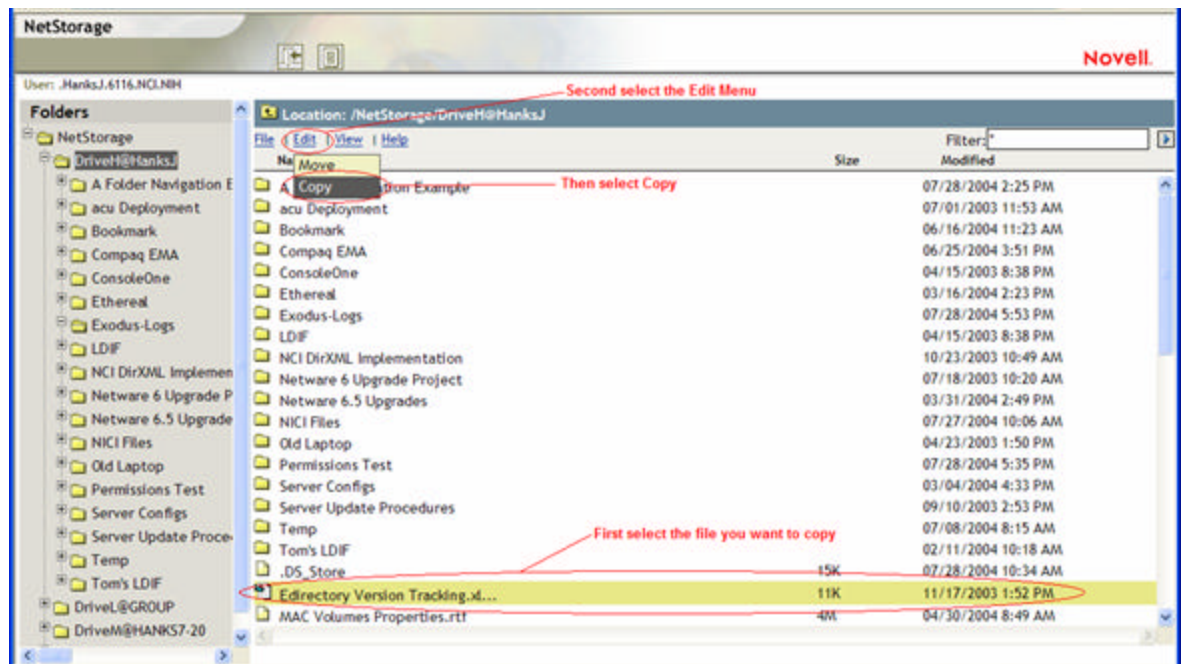 NetStorage
Novell.
User: .HanksJ.6116.NCI.NIH
Second select the Edit Menu
Folders
Location: /NetStorage/DriveH@HanksJ
File | Edit | View | Help
Filter:*
Size Modified
NetStorage
DriveH@HanksJ
A Folder Navigation E
acu Deployment
Bookmark
Compaq EMA
ConsoleOne
Ethereal
Exodus-Logs
LDIF
NCI DirXML Implemen
Netware 6 Upgrade P
Netware 6.5 Upgrade
NICI Files
Old Laptop
Permissions Test
Server Configs
Server Update Proce
Temp
Tom's LDIF
DriveL@GROUP
DriveM@HANKS7-20
Move
Copy
Then select Copy
A Example 07/28/2004 2:25 PM
acu Deployment 07/01/2003 11:53 AM
Bookmark 06/16/2004 11:23 AM
Compaq EMA 06/25/2004 3:51 PM
ConsoleOne 04/15/2003 8:38 PM
Ethereal 03/16/2004 2:23 PM
Exodus-Logs 07/28/2004 5:53 PM
LDIF 04/15/2003 8:38 PM
NCI DirXML Implementation 10/23/2003 10:49 AM
Netware 6 Upgrade Project 07/18/2003 10:20 AM
Netware 6.5 Upgrades 03/31/2004 2:49 PM
NICI Files 07/27/2004 10:06 AM
Old Laptop 04/23/2003 1:50 PM
Permissions Test 07/28/2004 5:35 PM
Server Configs 03/04/2004 4:33 PM
Server Update Procedures 09/10/2003 2:53 PM
Temp 07/08/2004 8:15 AM
First select the file you want to copy
Tom's LDIF 02/11/2004 10:18 AM
.DS_Store 15K 07/28/2004 10:34 AM
Edirectory Version Tracking.xl... 11K 11/17/2003 1:52 PM
MAC Volumes Properties.rtf 4M 04/30/2004 8:49 AM